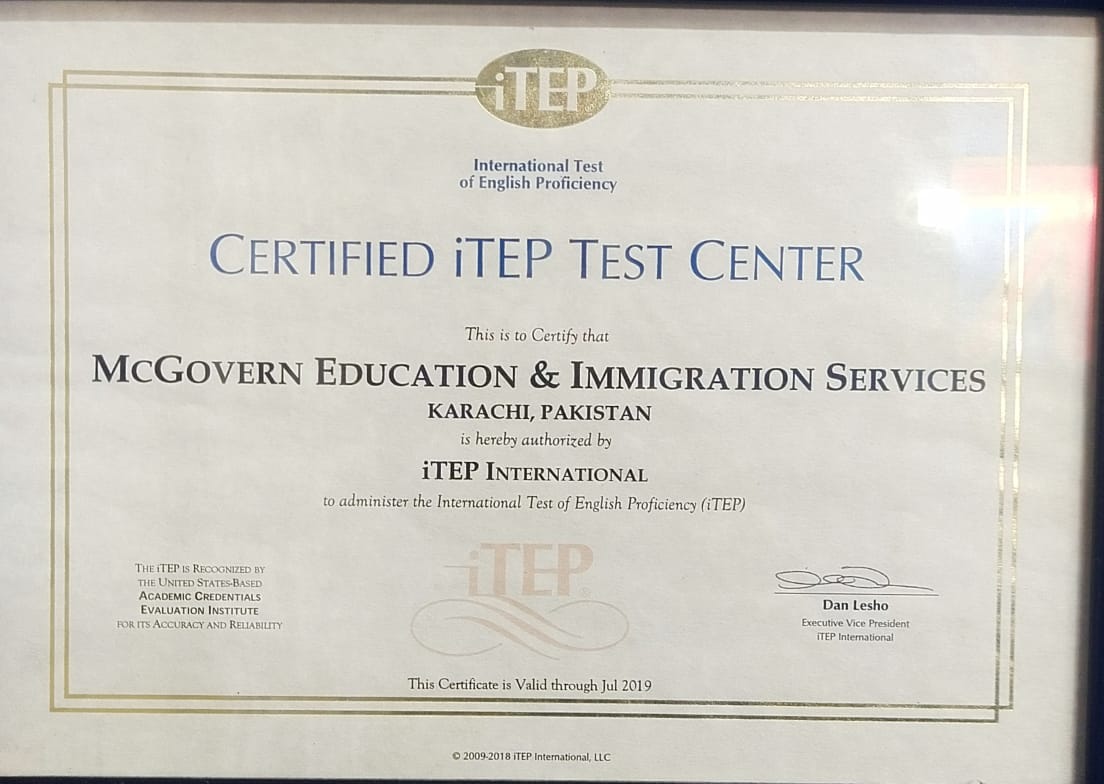 iTEP
International Test
of English Proficiency
CERTIFIED iTEP TEST CENTER
This is to Certify that
MCGOVERN EDUCATION & IMMIGRATION SERVICES
KARACHI, PAKISTAN
is hereby authorized by
iTEP INTERNATIONAL
to administer the International Test of English Proficiency (iTEP)
THE iTEP IS RECOGNIZED BY
THE UNITED STATES-BASED
ACADEMIC CREDENTIALS
EVALUATION INSTITUTE
FOR ITS ACCURACY AND RELIABILITY
iTEP®
Dan Lesho
Executive Vice President
iTEP International
This Certificate is Valid through Jul 2019
© 2009-2018 iTEP International, LLC